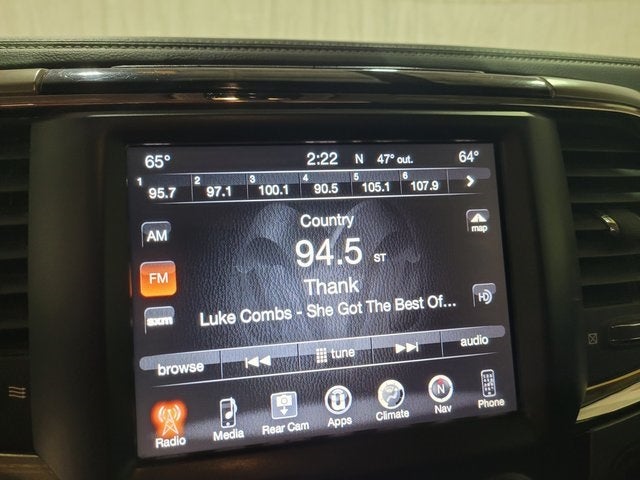 65° 2:22 N 47° out. 64°
1 95.7 2 97.1 3 100.1 4 90.5 5 105.1 6 107.9
Country
AM 94.5 ST map
FM Thank
sxm Luke Combs - She Got The Best Of... HD
browse tune audio
Radio Media Rear Cam Apps Climate N Nav Phone